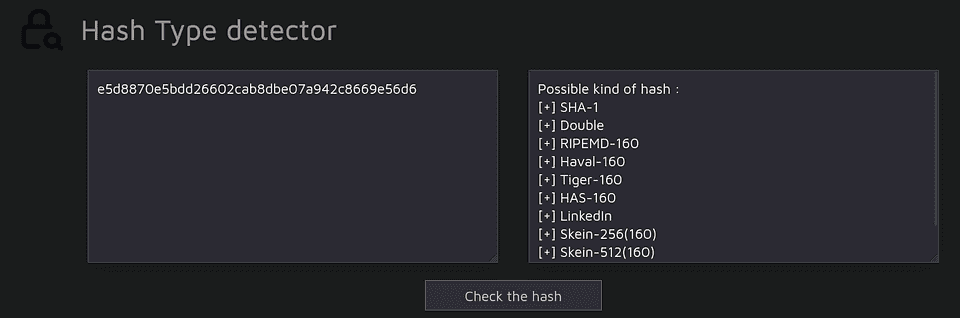 Hash Type detector
e5d8870e5bdd26602cab8dbe07a942c8669e56d6
Possible kind of hash :
[+] SHA-1
[+] Double
[+] RIPEMD-160
[+] Haval-160
[+] Tiger-160
[+] HAS-160
[+] LinkedIn
[+] Skein-256(160)
[+] Skein-512(160)
Check the hash